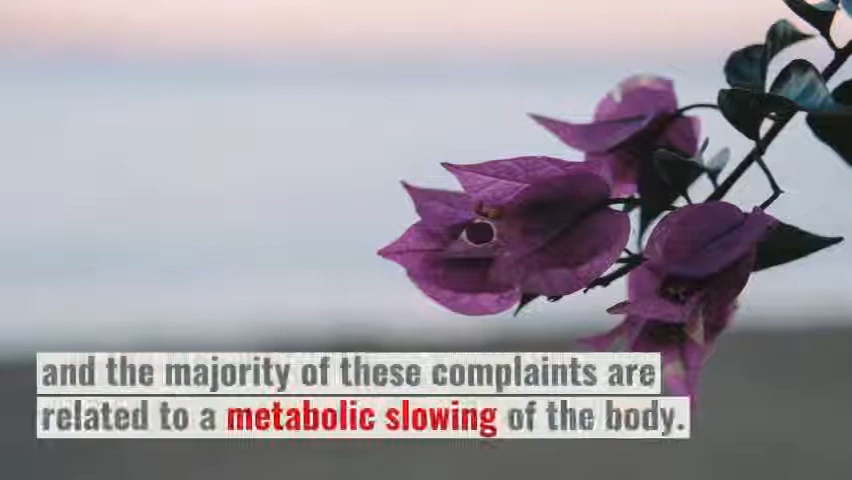 and the majority of these complaints are
related to a metabolic slowing of the body.